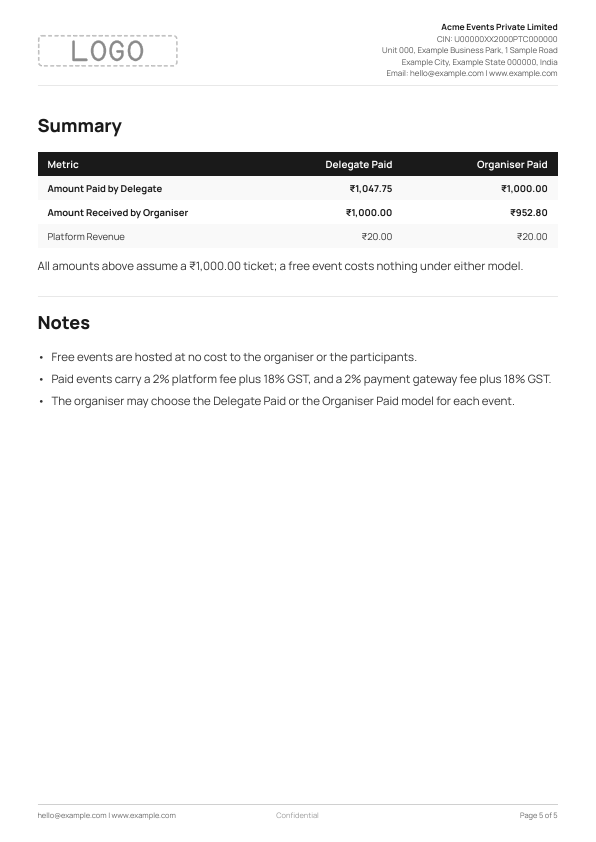 LOGO
Acme Events Private Limited
CIN: U00000XX2000PTC000000
Unit 000, Example Business Park, 1 Sample Road
Example City, Example State 000000, India
Email: hello@example.com | www.example.com
Summary
Metric Delegate Paid Organiser Paid
Amount Paid by Delegate ₹1,047.75 ₹1,000.00
Amount Received by Organiser ₹1,000.00 ₹952.80
Platform Revenue ₹20.00 ₹20.00
All amounts above assume a ₹1,000.00 ticket; a free event costs nothing under either model.
Notes
• Free events are hosted at no cost to the organiser or the participants.
• Paid events carry a 2% platform fee plus 18% GST, and a 2% payment gateway fee plus 18% GST.
• The organiser may choose the Delegate Paid or the Organiser Paid model for each event.
hello@example.com | www.example.com Confidential Page 5 of 5